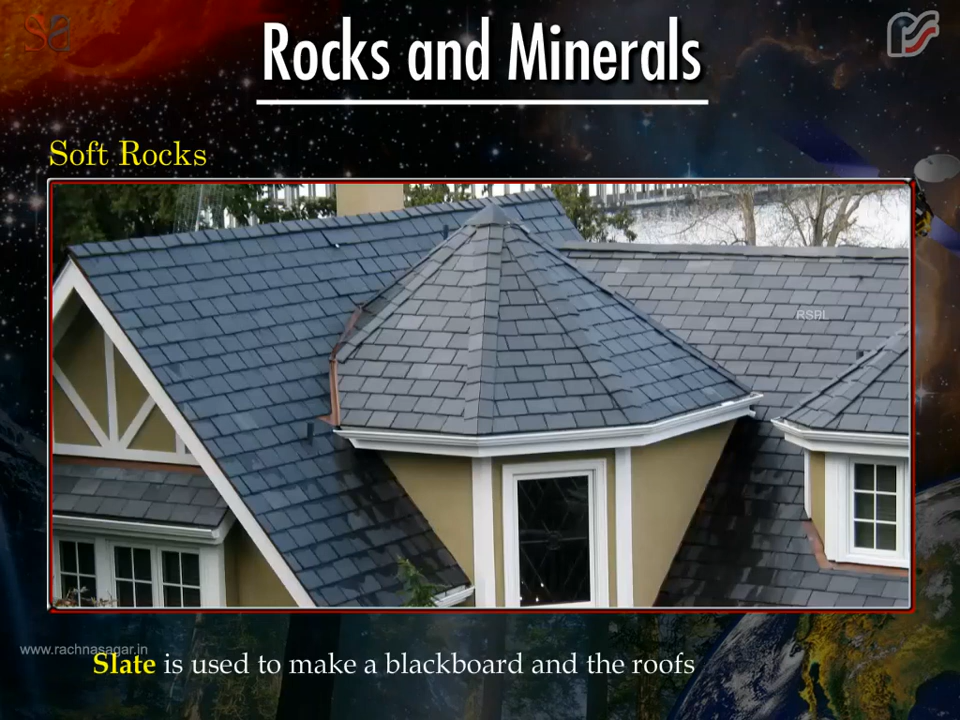 Rocks and Minerals
Soft Rocks
RSPL
www.rachnasagar.in
Slate is used to make a blackboard and the roofs